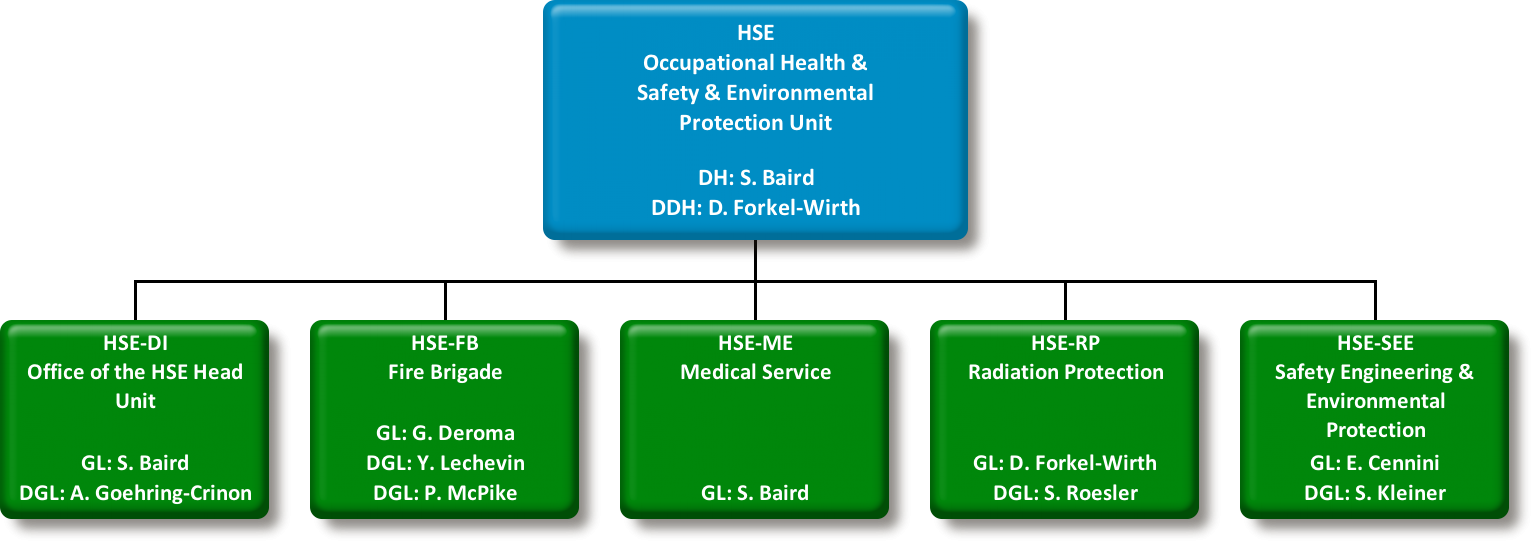 HSE
Occupational Health &
Safety & Environmental
Protection Unit
DH: S. Baird
DDH: D. Forkel-Wirth
HSE-DI
Office of the HSE Head
Unit
GL: S. Baird
DGL: A. Goehring-Crinon
HSE-FB
Fire Brigade
GL: G. Deroma
DGL: Y. Lechevin
DGL: P. McPike
HSE-ME
Medical Service
GL: S. Baird
HSE-RP
Radiation Protection
GL: D. Forkel-Wirth
DGL: S. Roesler
HSE-SEE
Safety Engineering &
Environmental
Protection
GL: E. Cennini
DGL: S. Kleiner